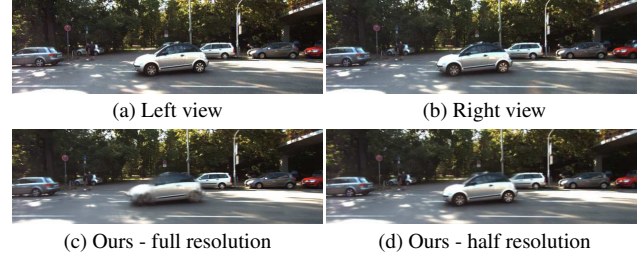 (a) Left view
(b) Right view
(c) Ours - full resolution
(d) Ours - half resolution